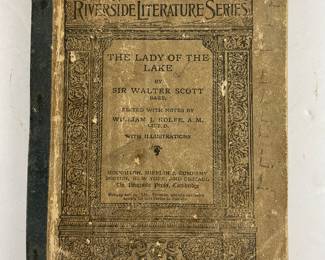 RIVERSIDE LITERATURE SERIES
THE LADY OF THE
LAKE
BY
SIR WALTER SCOTT
BART.
EDITED WITH NOTES BY
WILLIAM J. ROLFE, A.M.
LITT.D.
WITH ILLUSTRATIONS
HOUGHTON, MIFFLIN & COMPANY
BOSTON, NEW YORK, AND CHICAGO
The Riverside Press, Cambridge